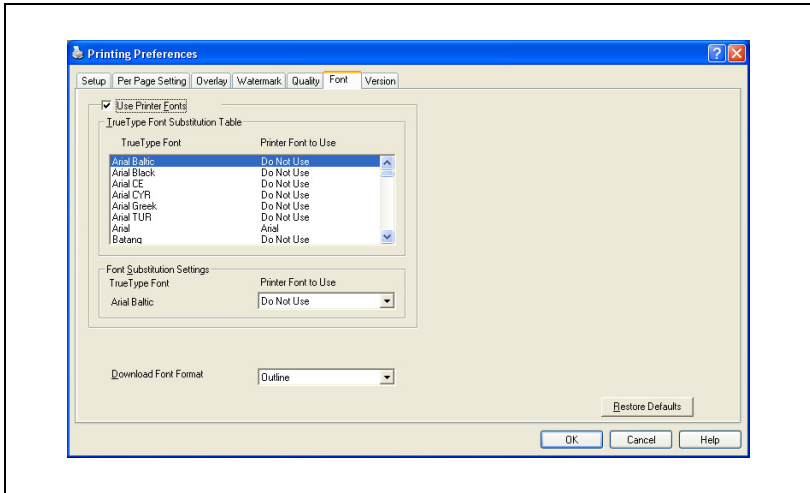 Printing Preferences
Setup Per Page Setting Overlay Watermark Quality Font Version
Use Printer Fonts
TrueType Font Substitution Table
TrueType Font Printer Font to Use
Arial Baltic Do Not Use
Arial Black Do Not Use
Arial CE Do Not Use
Arial CYR Do Not Use
Arial Greek Do Not Use
Arial TUR Do Not Use
Arial Arial
Batang Do Not Use
Font Substitution Settings
TrueType Font Printer Font to Use
Arial Baltic Do Not Use
Download Font Format Outline
Restore Defaults
OK Cancel Help